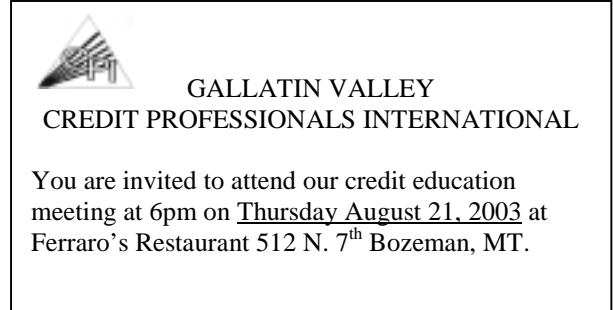 CPI
GALLATIN VALLEY
CREDIT PROFESSIONALS INTERNATIONAL
You are invited to attend our credit education
meeting at 6pm on Thursday August 21, 2003 at
Ferraro’s Restaurant 512 N. 7th Bozeman, MT.